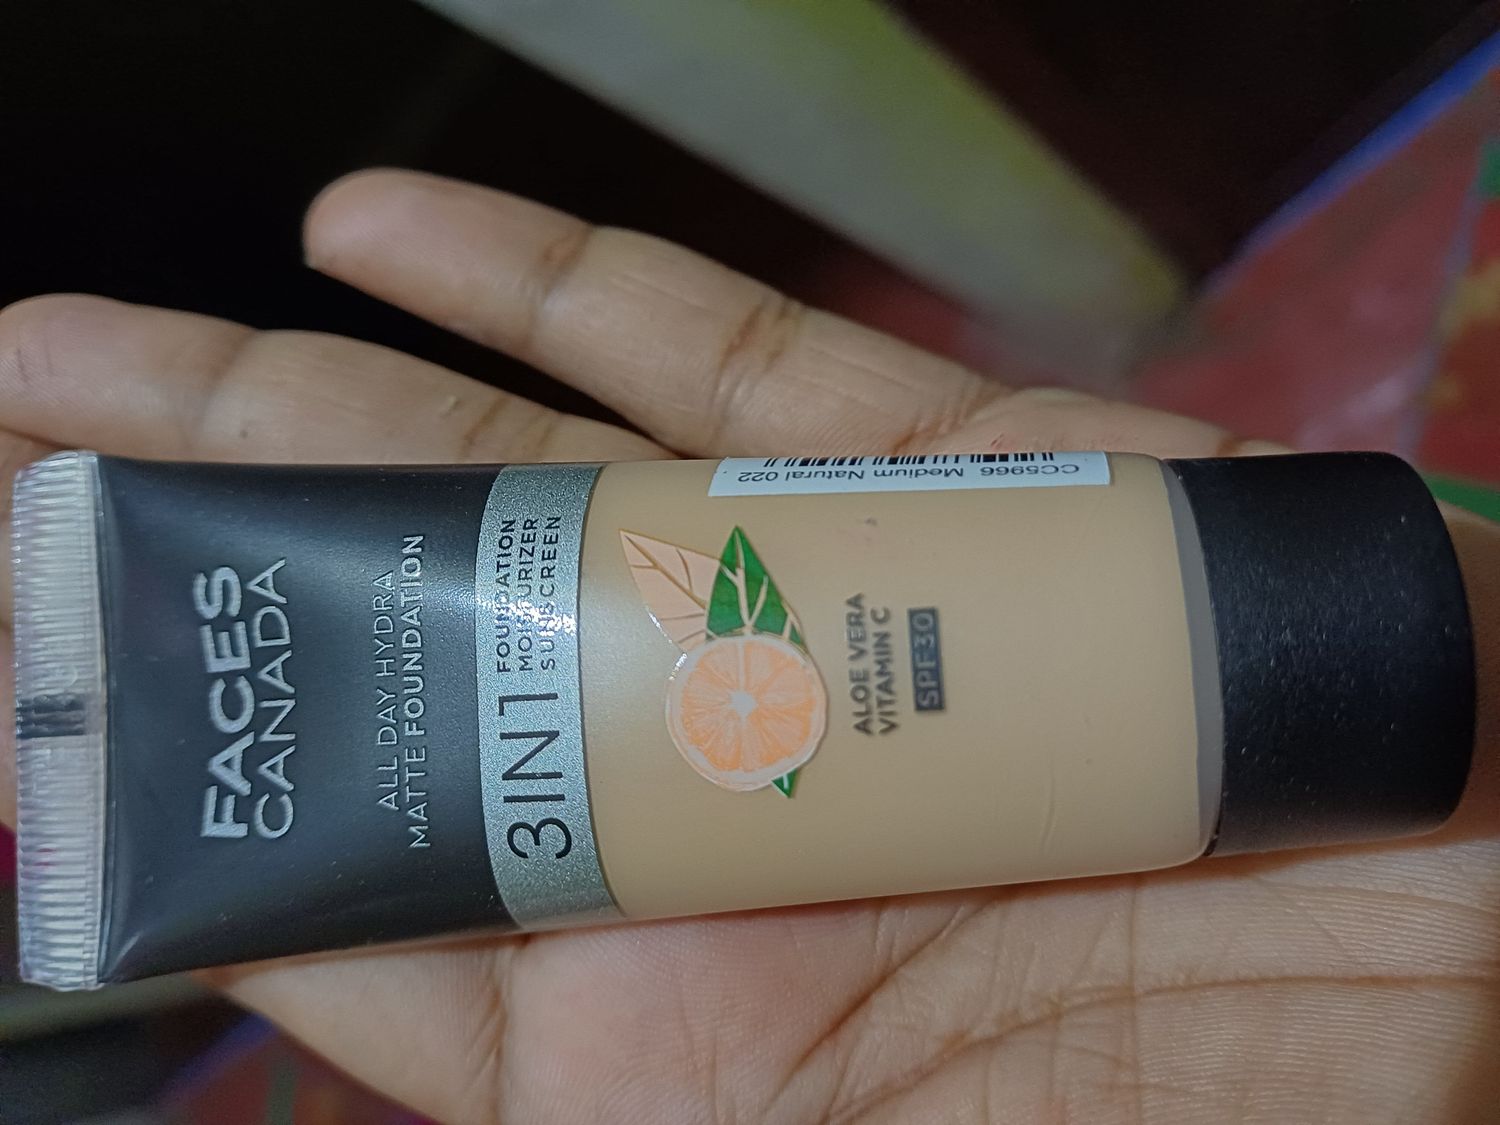 FACES
CANADA
ALL DAY HYDRA
MATTE FOUNDATION
3IN1
FOUNDATION
MOISTURIZER
SUNSCREEN
ALOE VERA
VITAMIN C
SPF30
CC5966 Medium Natural 022